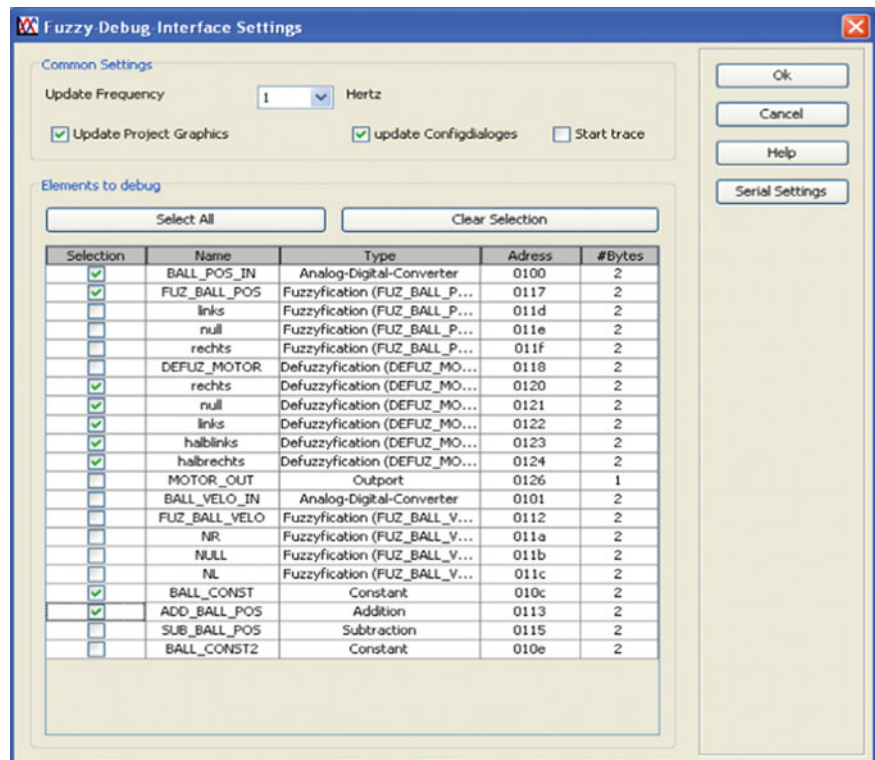 Fuzzy-Debug-Interface Settings
Common Settings
Update Frequency 1 Hertz
Update Project Graphics update Configdialoges Start trace
Ok
Cancel
Help
Serial Settings
Elements to debug
Select All Clear Selection
Selection Name Type Adress #Bytes
BALL_POS_IN Analog-Digital-Converter 0100 2
FUZ_BALL_POS Fuzzyfication (FUZ_BALL_P... 0117 2
links Fuzzyfication (FUZ_BALL_P... 011d 2
null Fuzzyfication (FUZ_BALL_P... 011e 2
rechts Fuzzyfication (FUZ_BALL_P... 011f 2
DEFUZ_MOTOR Defuzzyfication (DEFUZ_MO... 0118 2
rechts Defuzzyfication (DEFUZ_MO... 0120 2
null Defuzzyfication (DEFUZ_MO... 0121 2
links Defuzzyfication (DEFUZ_MO... 0122 2
halblinks Defuzzyfication (DEFUZ_MO... 0123 2
halbrechts Defuzzyfication (DEFUZ_MO... 0124 2
MOTOR_OUT Outport 0126 1
BALL_VELO_IN Analog-Digital-Converter 0101 2
FUZ_BALL_VELO Fuzzyfication (FUZ_BALL_V... 0112 2
NR Fuzzyfication (FUZ_BALL_V... 011a 2
NULL Fuzzyfication (FUZ_BALL_V... 011b 2
NL Fuzzyfication (FUZ_BALL_V... 011c 2
BALL_CONST Constant 010c 2
ADD_BALL_POS Addition 0113 2
SUB_BALL_POS Subtraction 0115 2
BALL_CONST2 Constant 010e 2